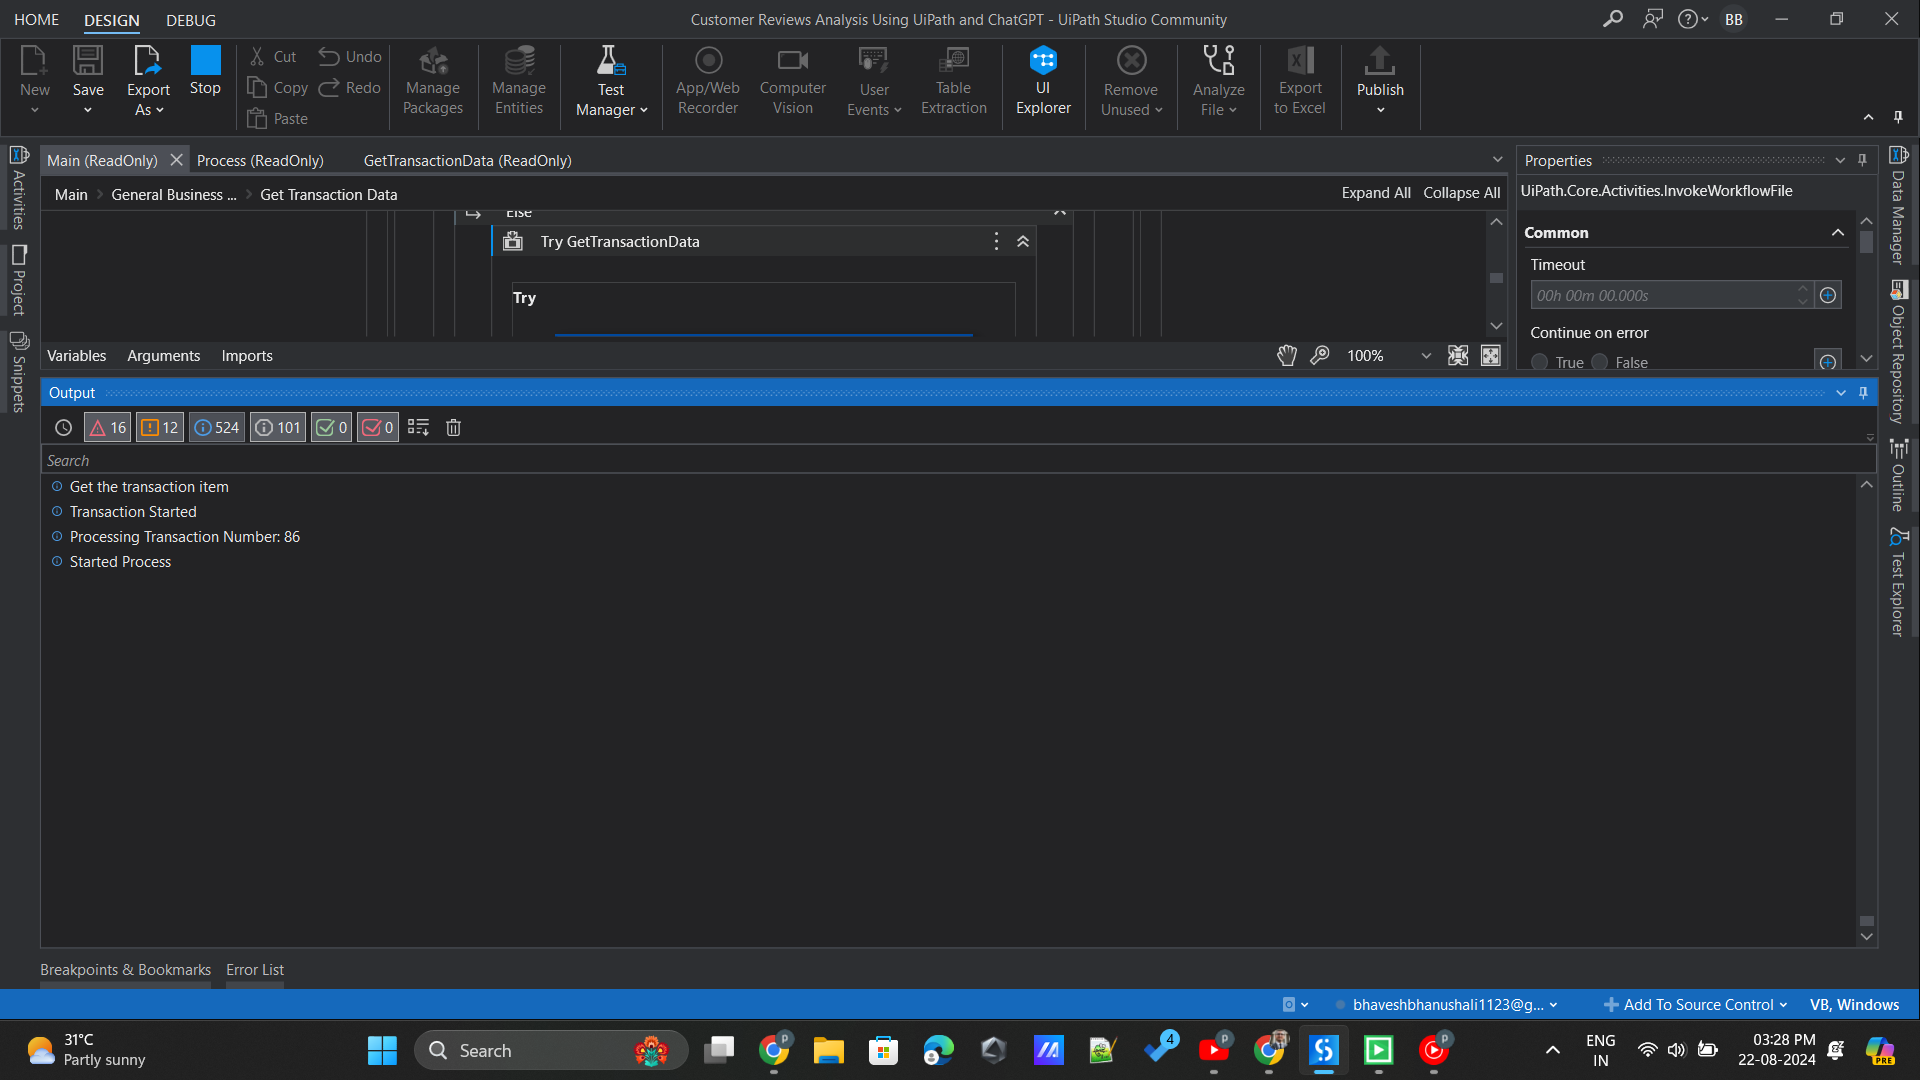 HOME
DESIGN
DEBUG
Customer Reviews Analysis Using UiPath and ChatGPT - UiPath Studio Community
BB
New
Save
Export
As
Stop
Cut
Copy
Paste
Undo
Redo
Manage
Packages
Manage
Entities
Test
Manager
App/Web
Recorder
Computer
Vision
User
Events
Table
Extraction
UI
Explorer
Remove
Unused
Analyze
File
Export
to Excel
Publish
Activities
Project
Snippets
Main (ReadOnly)
Process (ReadOnly)
GetTransactionData (ReadOnly)
Main
General Business ...
Get Transaction Data
Expand All
Collapse All
Else
Try GetTransactionData
Try
Variables
Arguments
Imports
100%
Properties
UiPath.Core.Activities.InvokeWorkflowFile
Common
Timeout
00h 00m 00.000s
Continue on error
True
False
Data Manager
Object Repository
Outline
Test Explorer
Output
16
12
524
101
0
0
Search
Get the transaction item
Transaction Started
Processing Transaction Number: 86
Started Process
Breakpoints & Bookmarks
Error List
bhaveshbhanushali1123@g...
Add To Source Control
VB, Windows
31°C
Partly sunny
Search
P
4
P
P
ENG
IN
03:28 PM
22-08-2024
PRE